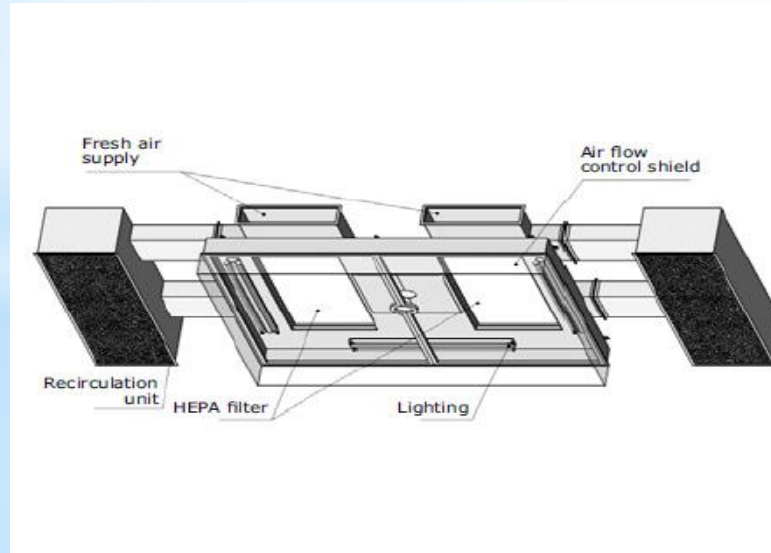 Fresh air
supply
Air flow
control shield
Recirculation
unit
HEPA filter
Lighting